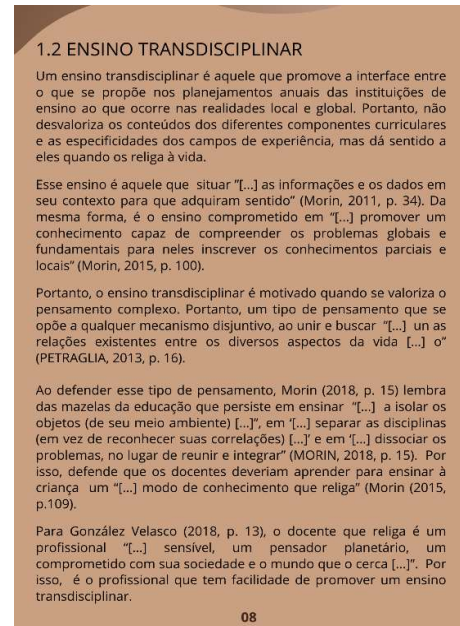 1.2 ENSINO TRANSDISCIPLINAR
Um ensino transdisciplinar é aquele que promove a interface entre
o que se propõe nos planejamentos anuais das instituições de
ensino ao que ocorre nas realidades local e global. Portanto, não
desvaloriza os conteúdos dos diferentes componentes curriculares
e as especificidades dos campos de experiência, mas dá sentido a
eles quando os religa à vida.
Esse ensino é aquele que situar "[...] as informações e os dados em
seu contexto para que adquiram sentido" (Morin, 2011, p. 34). Da
mesma forma, é o ensino comprometido em "[...] promover um
conhecimento capaz de compreender os problemas globais e
fundamentais para neles inscrever os conhecimentos parciais e
locais" (Morin, 2015, p. 100).
Portanto, o ensino transdisciplinar é motivado quando se valoriza o
pensamento complexo. Portanto, um tipo de pensamento que se
opõe a qualquer mecanismo disjuntivo, ao unir e buscar "[...] un as
relações existentes entre os diversos aspectos da vida [...] o"
(PETRAGLIA, 2013, p. 16).
Ao defender esse tipo de pensamento, Morin (2018, p. 15) lembra
das mazelas da educação que persiste em ensinar "[...] a isolar os
objetos (de seu meio ambiente) [...]", em '[...] separar as disciplinas
(em vez de reconhecer suas correlações) [...]' e em '[...] dissociar os
problemas, no lugar de reunir e integrar" (MORIN, 2018, p. 15). Por
isso, defende que os docentes deveriam aprender para ensinar à
criança um "[...] modo de conhecimento que religa" (Morin (2015,
p.109).
Para González Velasco (2018, p. 13), o docente que religa é um
profissional "[...] sensível, um pensador planetário, um
comprometido com sua sociedade e o mundo que o cerca [...]". Por
isso, é o profissional que tem facilidade de promover um ensino
transdisciplinar.
08